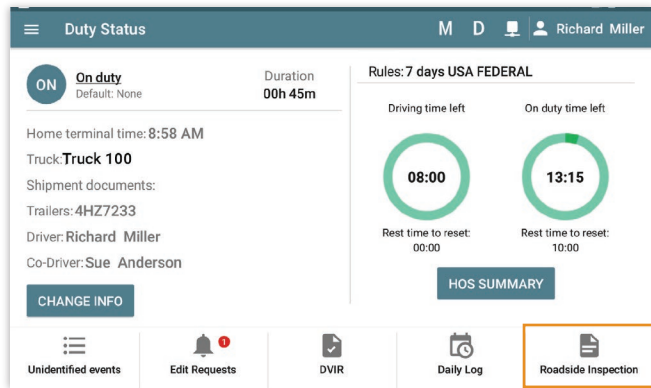 Duty Status
M D
Richard Miller
ON
On duty
Default: None
Duration
00h 45m
Home terminal time: 8:58 AM
Truck: Truck 100
Shipment documents:
Trailers: 4HZ7233
Driver: Richard Miller
Co-Driver: Sue Anderson
CHANGE INFO
Rules: 7 days USA FEDERAL
Driving time left
08:00
Rest time to reset:
00:00
On duty time left
13:15
Rest time to reset:
10:00
HOS SUMMARY
Unidentified events
1
Edit Requests
DVIR
Daily Log
Roadside Inspection